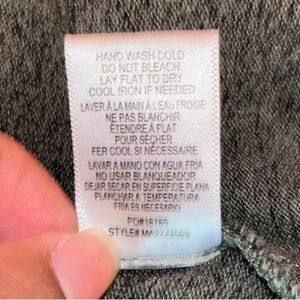 HAND WASH COLD
DO NOT BLEACH
LAY FLAT TO DRY
COOL IRON IF NEEDED
LAVER À LA MAIN À L'EAU FROIDE
NE PAS BLANCHIR
ÉTENDRE À PLAT
POUR SÉCHER
FER COOL SI NECESSAIRE
LAVAR A MANO CON AGUA FRIA
NO USAR BLANQUEADOR
DEJAR SECAR EN SUPERFICIE PLANA
PLANCHAR A TEMPERATURA
FRIA ES NECESARIO
STYLE#